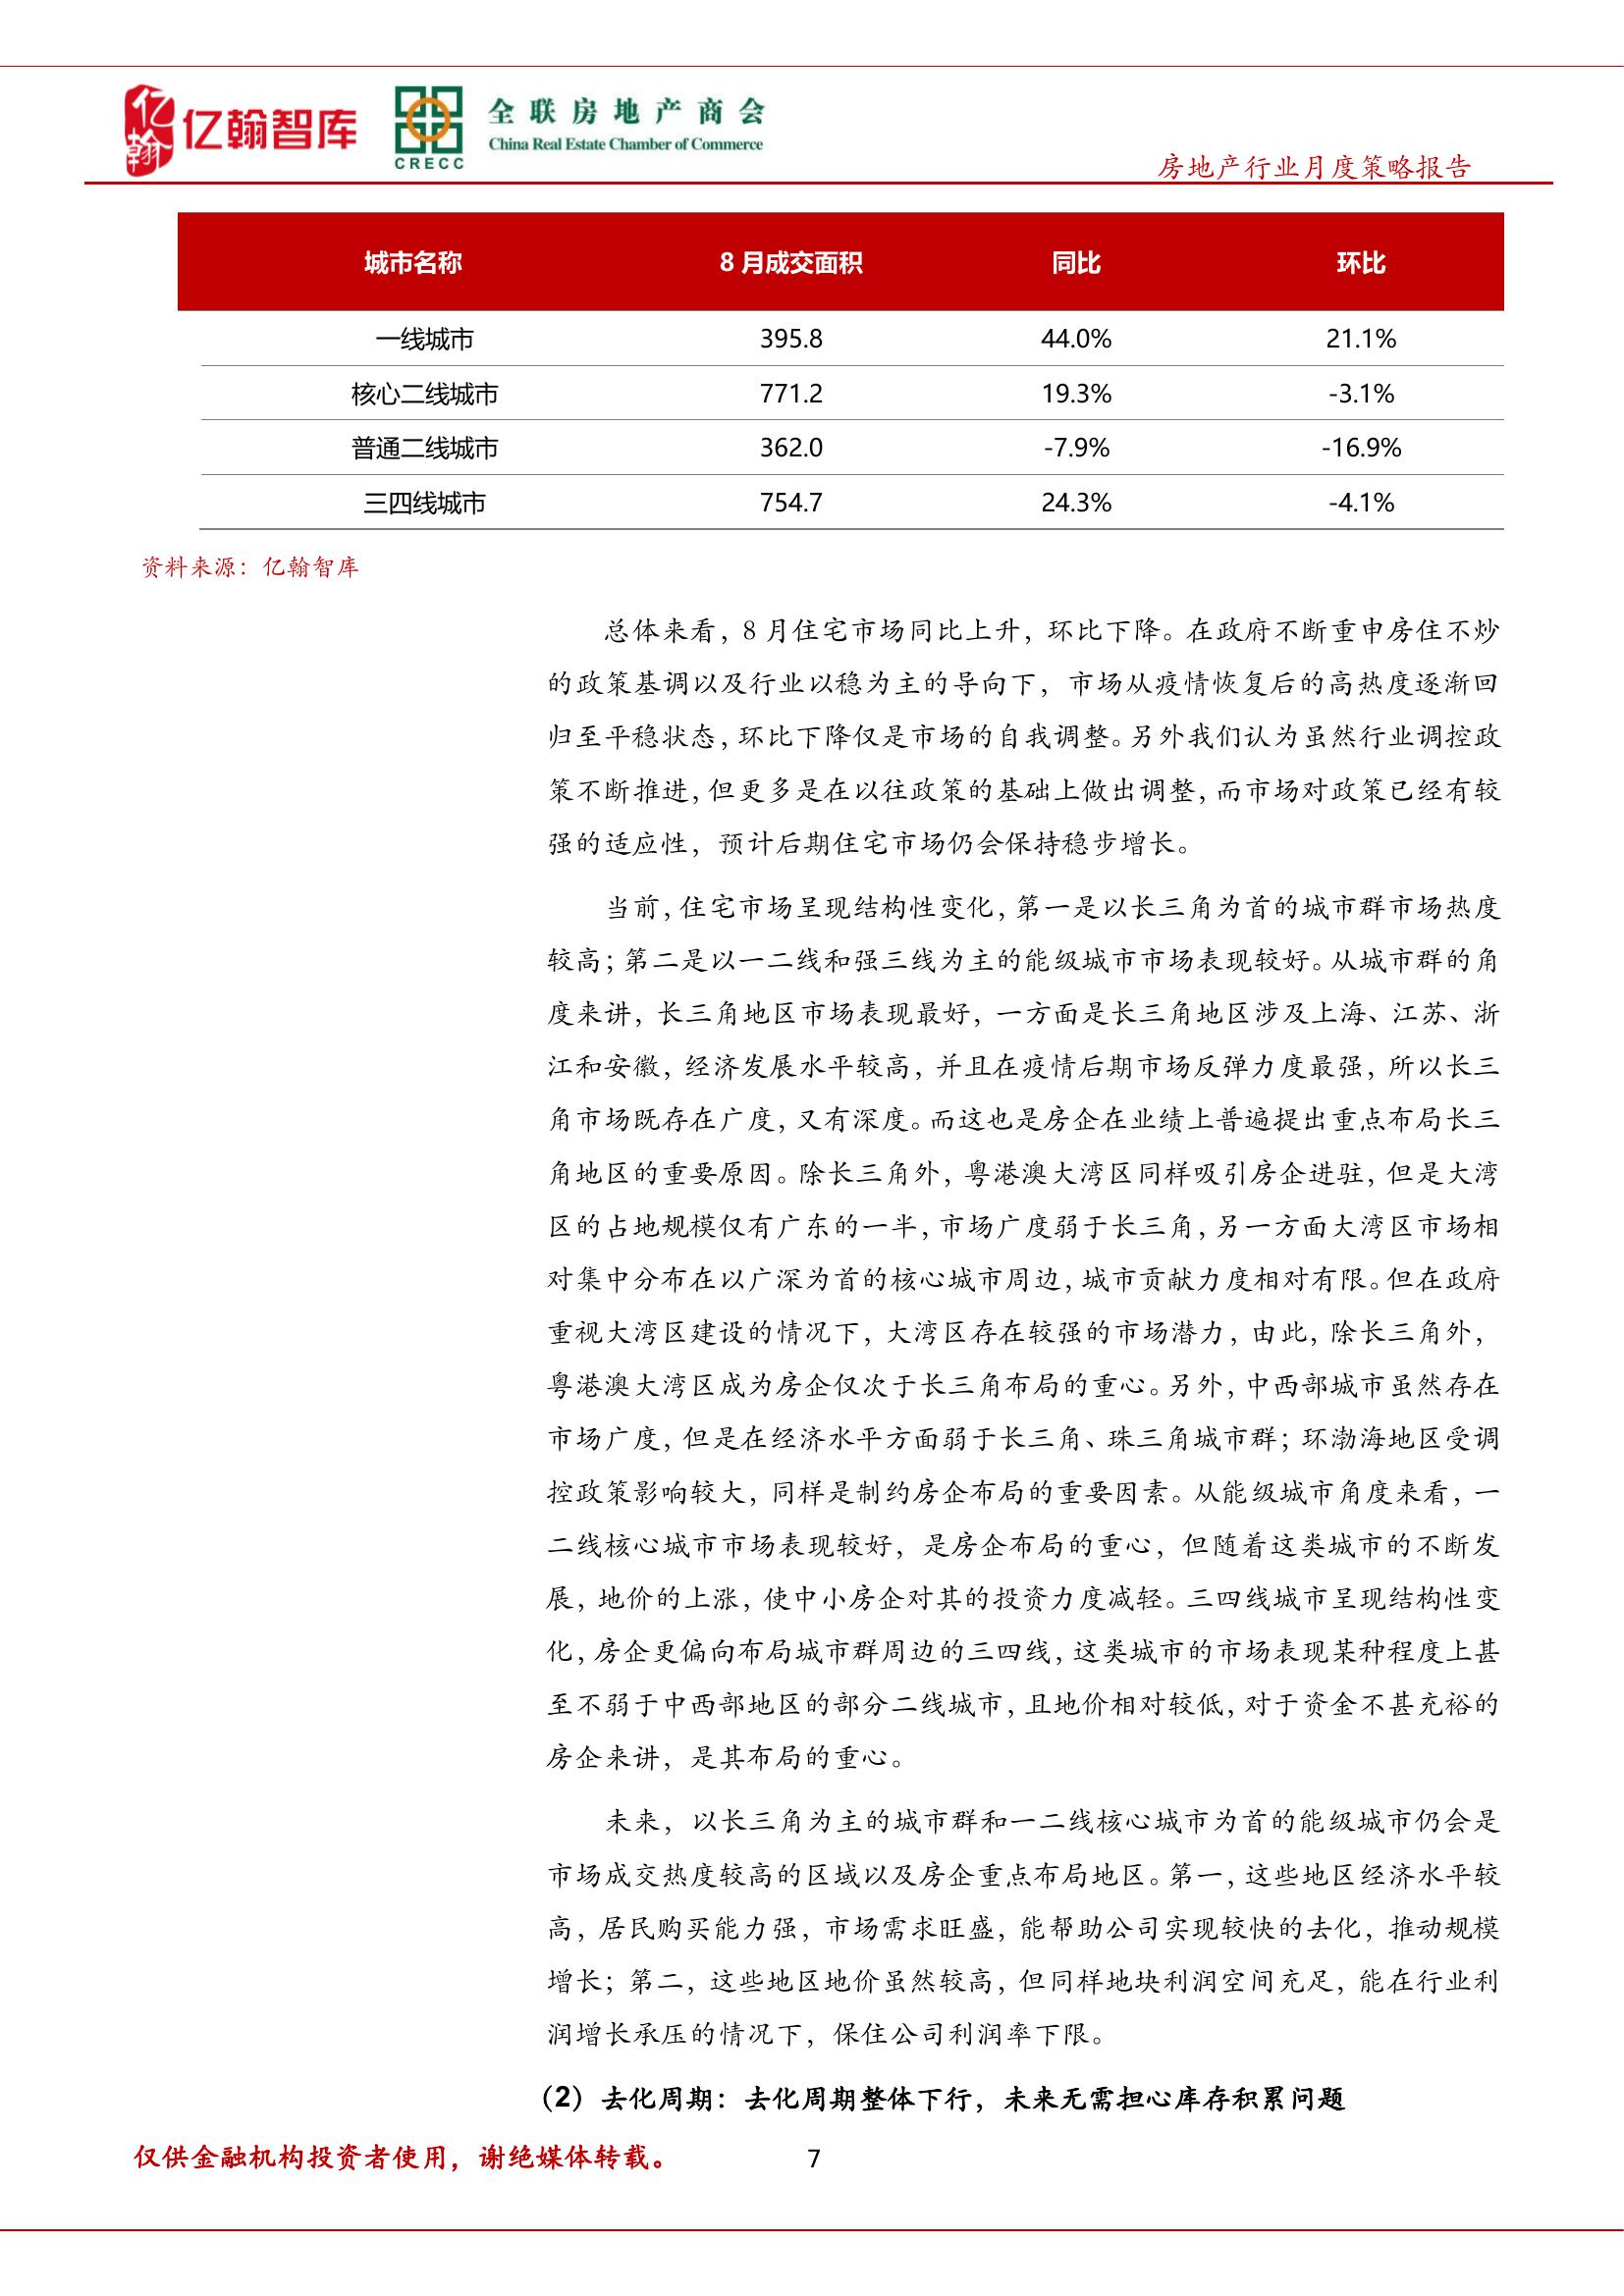 亿翰
亿翰智库
CRECC
全联房地产商会
China Real Estate Chamber of Commerce
房地产行业月度策略报告
城市名称 8 月成交面积 同比 环比
一线城市 395.8 44.0% 21.1%
核心二线城市 771.2 19.3% -3.1%
普通二线城市 362.0 -7.9% -16.9%
三四线城市 754.7 24.3% -4.1%
资料来源：亿翰智库
总体来看，8 月住宅市场同比上升，环比下降。在政府不断重申房住不炒
的政策基调以及行业以稳为主的导向下，市场从疫情恢复后的高热度逐渐回
归至平稳状态，环比下降仅是市场的自我调整。另外我们认为虽然行业调控政
策不断推进，但更多是在以往政策的基础上做出调整，而市场对政策已经有较
强的适应性，预计后期住宅市场仍会保持稳步增长。
当前，住宅市场呈现结构性变化，第一是以长三角为首的城市群市场热度
较高；第二是以一二线和强三线为主的能级城市市场表现较好。从城市群的角
度来讲，长三角地区市场表现最好，一方面是长三角地区涉及上海、江苏、浙
江和安徽，经济发展水平较高，并且在疫情后期市场反弹力度最强，所以长三
角市场既存在广度，又有深度。而这也是房企在业绩上普遍提出重点布局长三
角地区的重要原因。除长三角外，粤港澳大湾区同样吸引房企进驻，但是大湾
区的占地规模仅有广东的一半，市场广度弱于长三角，另一方面大湾区市场相
对集中分布在以广深为首的核心城市周边，城市贡献力度相对有限。但在政府
重视大湾区建设的情况下，大湾区存在较强的市场潜力，由此，除长三角外，
粤港澳大湾区成为房企仅次于长三角布局的重心。另外，中西部城市虽然存在
市场广度，但是在经济水平方面弱于长三角、珠三角城市群；环渤海地区受调
控政策影响较大，同样是制约房企布局的重要因素。从能级城市角度来看，一
二线核心城市市场表现较好，是房企布局的重心，但随着这类城市的不断发
展，地价的上涨，使中小房企对其的投资力度减轻。三四线城市呈现结构性变
化，房企更偏向布局城市群周边的三四线，这类城市的市场表现某种程度上甚
至不弱于中西部地区的部分二线城市，且地价相对较低，对于资金不甚充裕的
房企来讲，是其布局的重心。
未来，以长三角为主的城市群和一二线核心城市为首的能级城市仍会是
市场成交热度较高的区域以及房企重点布局地区。第一，这些地区经济水平较
高，居民购买能力强，市场需求旺盛，能帮助公司实现较快的去化，推动规模
增长；第二，这些地区地价虽然较高，但同样地块利润空间充足，能在行业利
润增长承压的情况下，保住公司利润率下限。
（2）去化周期：去化周期整体下行，未来无需担心库存积累问题
仅供金融机构投资者使用，谢绝媒体转载。
7